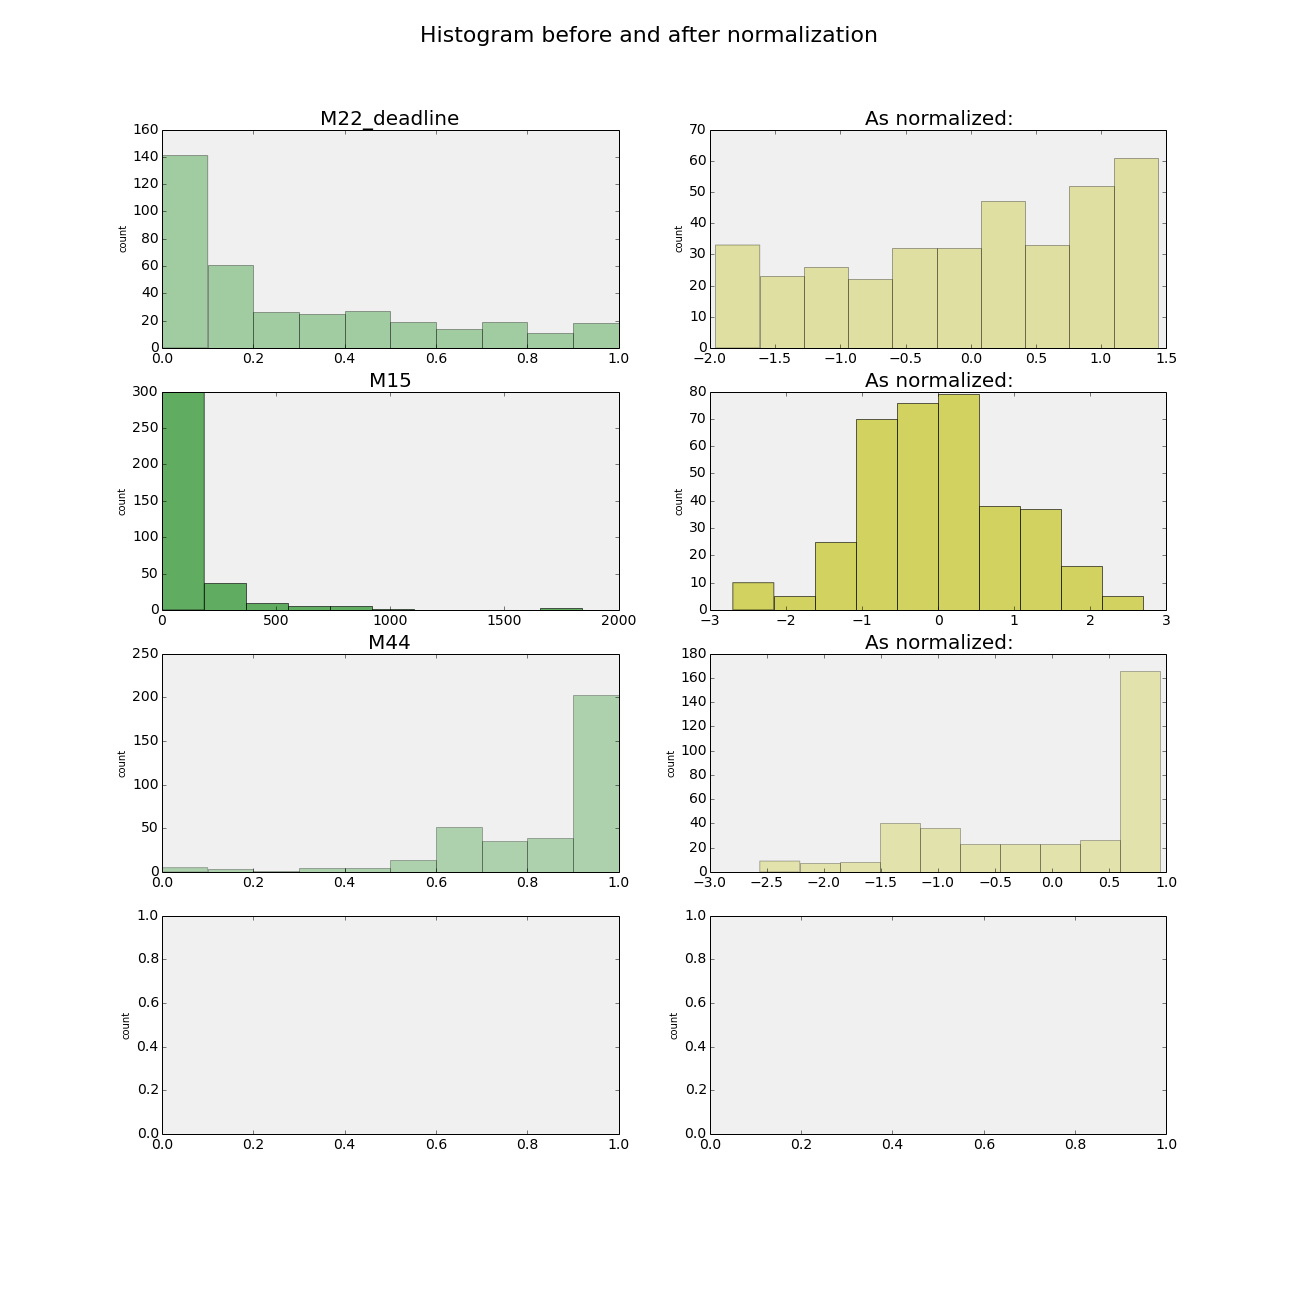 Histogram before and after normalization
M22_deadline
160
140
120
100
80
60
40
20
0
count
0.0 0.2 0.4 0.6 0.8 1.0
As normalized:
70
60
50
40
30
20
10
0
count
−2.0 −1.5 −1.0 −0.5 0.0 0.5 1.0 1.5
M15
300
250
200
150
100
50
0
count
0 500 1000 1500 2000
As normalized:
80
70
60
50
40
30
20
10
0
count
−3 −2 −1 0 1 2 3
M44
250
200
150
100
50
0
count
0.0 0.2 0.4 0.6 0.8 1.0
As normalized:
180
160
140
120
100
80
60
40
20
0
count
−3.0 −2.5 −2.0 −1.5 −1.0 −0.5 0.0 0.5 1.0
1.0
0.8
0.6
0.4
0.2
0.0
count
0.0 0.2 0.4 0.6 0.8 1.0
1.0
0.8
0.6
0.4
0.2
0.0
count
0.0 0.2 0.4 0.6 0.8 1.0